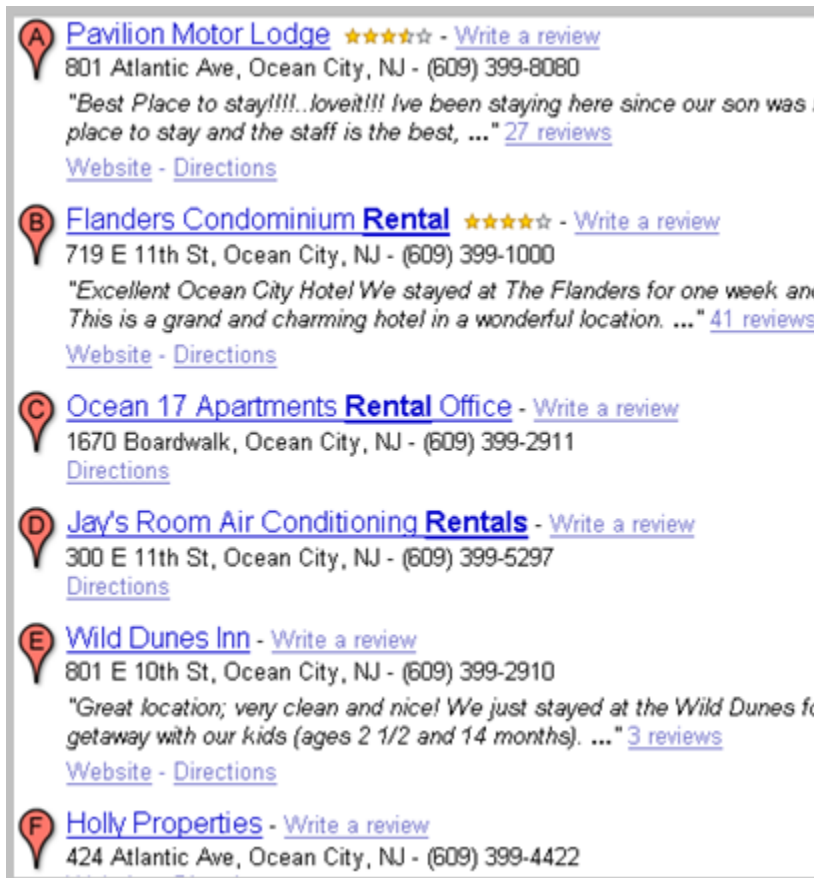 A Pavilion Motor Lodge - Write a review
801 Atlantic Ave, Ocean City, NJ - (609) 399-8080
"Best Place to stay!!!!..loveit!!! Ive been staying here since our son was
place to stay and the staff is the best, ..." 27 reviews
Website - Directions
B Flanders Condominium Rental - Write a review
719 E 11th St, Ocean City, NJ - (609) 399-1000
"Excellent Ocean City Hotel We stayed at The Flanders for one week and
This is a grand and charming hotel in a wonderful location. ..." 41 reviews
Website - Directions
C Ocean 17 Apartments Rental Office - Write a review
1670 Boardwalk, Ocean City, NJ - (609) 399-2911
Directions
D Jay's Room Air Conditioning Rentals - Write a review
300 E 11th St, Ocean City, NJ - (609) 399-5297
Directions
E Wild Dunes Inn - Write a review
801 E 10th St, Ocean City, NJ - (609) 399-2910
"Great location; very clean and nice! We just stayed at the Wild Dunes fo
getaway with our kids (ages 2 1/2 and 14 months). ..." 3 reviews
Website - Directions
F Holly Properties - Write a review
424 Atlantic Ave, Ocean City, NJ - (609) 399-4422